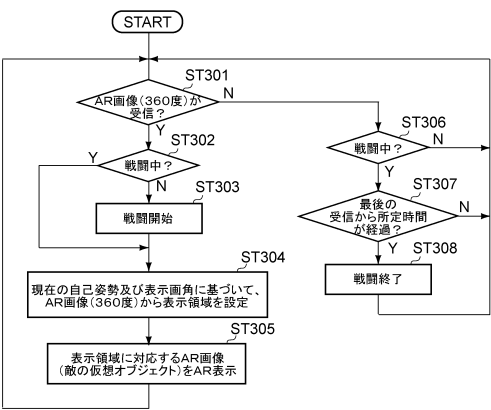 START
ST301
AR画像(360度)が
受信？
N
Y
ST302
戦闘中？
Y
N
ST303
戦闘開始
ST304
現在の自己姿勢及び表示画角に基づいて、
AR画像(360度)から表示領域を設定
ST305
表示領域に対応するAR画像
(敵の仮想オブジェクト)をAR表示
ST306
戦闘中？
N
Y
ST307
最後の
受信から所定時間
が経過？
N
Y
ST308
戦闘終了